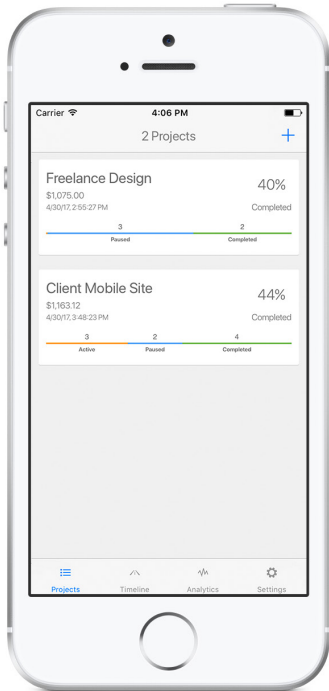 Carrier 4:06 PM
2 Projects +
Freelance Design
40%
$1,075.00
4/30/17, 2:55:27 PM
Completed
3 2
Paused Completed
Client Mobile Site
44%
$1,163.12
4/30/17, 3:48:23 PM
Completed
3 2 4
Active Paused Completed
Projects Timeline Analytics Settings